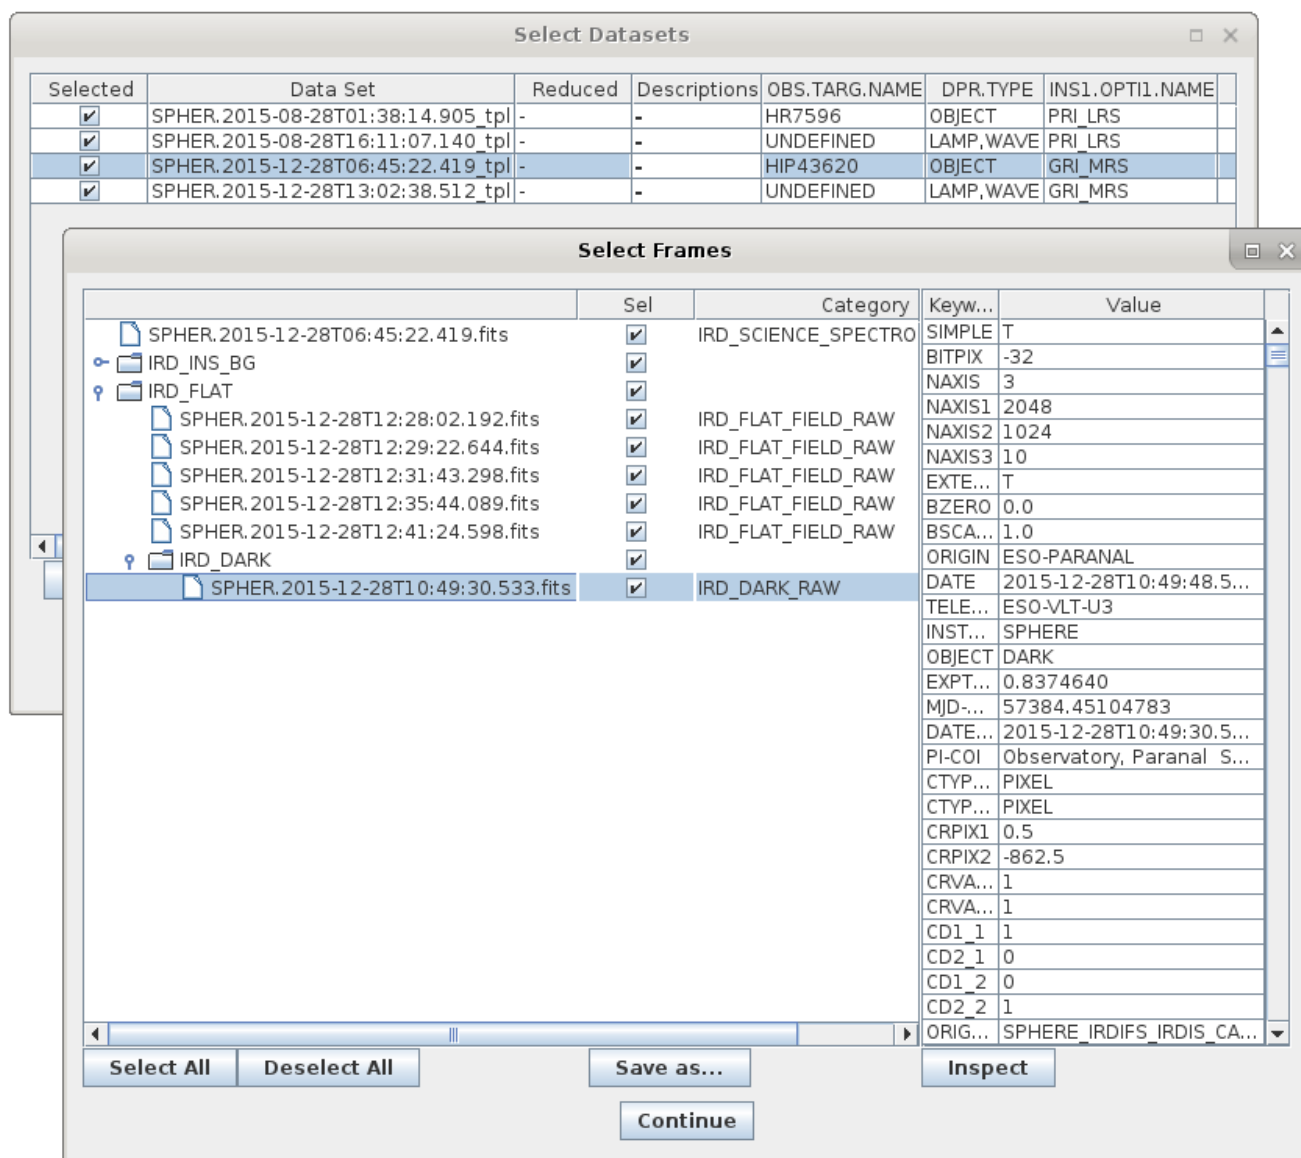 Select Datasets
Selected Data Set Reduced Descriptions OBS.TARG.NAME DPR.TYPE INS1.OPTI1.NAME
SPHER.2015-08-28T01:38:14.905_tpl - - HR7596 OBJECT PRI_LRS
SPHER.2015-08-28T16:11:07.140_tpl - - UNDEFINED LAMP,WAVE PRI_LRS
SPHER.2015-12-28T06:45:22.419_tpl - - HIP43620 OBJECT GRI_MRS
SPHER.2015-12-28T13:02:38.512_tpl - - UNDEFINED LAMP,WAVE GRI_MRS
Select Frames
Sel Category
SPHER.2015-12-28T06:45:22.419.fits IRD_SCIENCE_SPECTRO
IRD_INS_BG
IRD_FLAT
SPHER.2015-12-28T12:28:02.192.fits IRD_FLAT_FIELD_RAW
SPHER.2015-12-28T12:29:22.644.fits IRD_FLAT_FIELD_RAW
SPHER.2015-12-28T12:31:43.298.fits IRD_FLAT_FIELD_RAW
SPHER.2015-12-28T12:35:44.089.fits IRD_FLAT_FIELD_RAW
SPHER.2015-12-28T12:41:24.598.fits IRD_FLAT_FIELD_RAW
IRD_DARK
SPHER.2015-12-28T10:49:30.533.fits IRD_DARK_RAW
Keyw... Value
SIMPLE T
BITPIX -32
NAXIS 3
NAXIS1 2048
NAXIS2 1024
NAXIS3 10
EXTE... T
BZERO 0.0
BSCA... 1.0
ORIGIN ESO-PARANAL
DATE 2015-12-28T10:49:48.5...
TELE... ESO-VLT-U3
INST... SPHERE
OBJECT DARK
EXPT... 0.8374640
MJD-... 57384.45104783
DATE... 2015-12-28T10:49:30.5...
PI-COI Observatory, Paranal S...
CTYP... PIXEL
CTYP... PIXEL
CRPIX1 0.5
CRPIX2 -862.5
CRVA... 1
CRVA... 1
CD1_1 1
CD2_1 0
CD1_2 0
CD2_2 1
ORIG... SPHERE_IRDIFS_IRDIS_CA...
Select All Deselect All Save as... Inspect
Continue